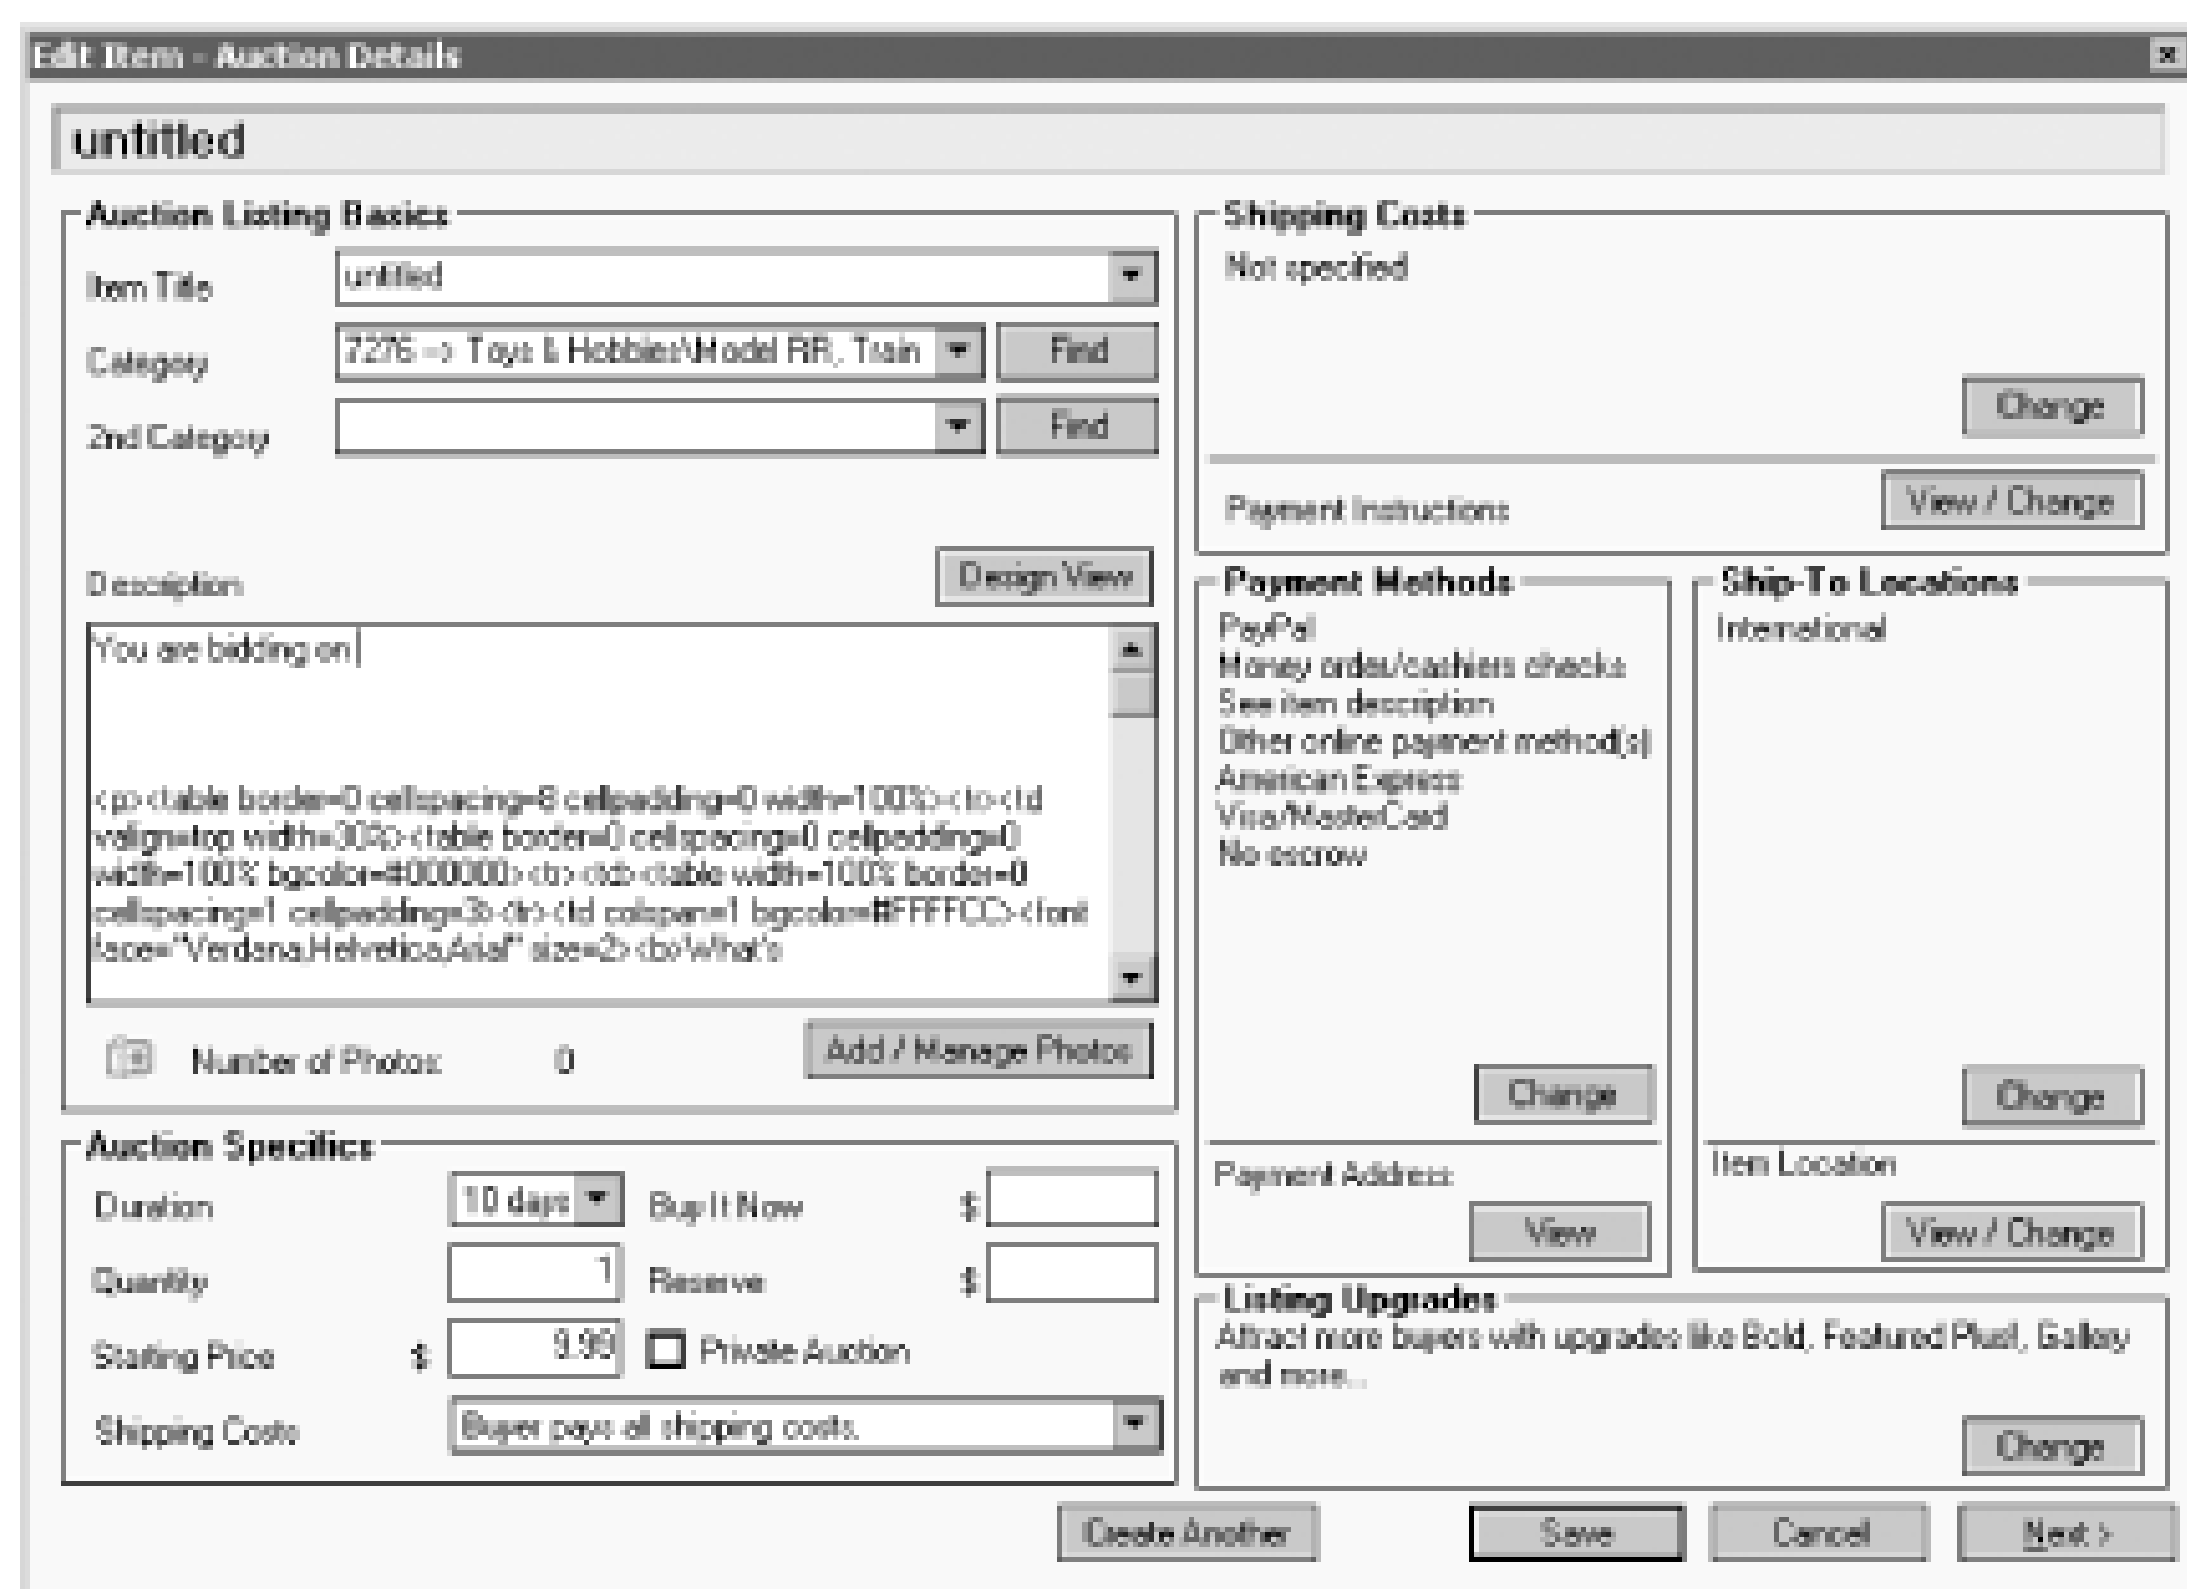 Edit Item - Auction Details
untitled
Auction Listing Basics
Item Title
untitled
Category
7276 -> Toys & Hobbies\Model RR, Train
Find
2nd Category
Find
Description
Design View
You are bidding on
<p><table border=0 cellspacing=8 cellpadding=0 width=100%><tr><td
valign=top width=30%><table border=0 cellspacing=0 cellpadding=0
width=100% bgcolor=#000000><tr><td><table width=100% border=0
cellspacing=1 cellpadding=3><tr><td colspan=1 bgcolor=#FFFFCC><font
face="Verdana,Helvetica,Arial" size=2><b>What's
Number of Photos: 0
Add / Manage Photos
Auction Specifics
Duration
10 days
Buy It Now $
Quantity
1
Reserve $
Starting Price $
9.99
Private Auction
Shipping Costs
Buyer pays all shipping costs.
Shipping Costs
Not specified
Change
Payment Instructions
View / Change
Payment Methods
PayPal
Money order/cashiers checks
See item description
Other online payment method(s)
American Express
Visa/MasterCard
No escrow
Change
Payment Address
View
Ship-To Locations
International
Change
Item Location
View / Change
Listing Upgrades
Attract more buyers with upgrades like Bold, Featured Plus!, Gallery
and more...
Change
Create Another
Save
Cancel
Next >